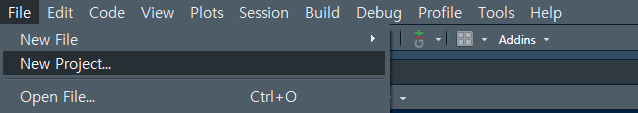 File Edit Code View Plots Session Build Debug Profile Tools Help
New File
Addins
New Project...
Open File... Ctrl+O